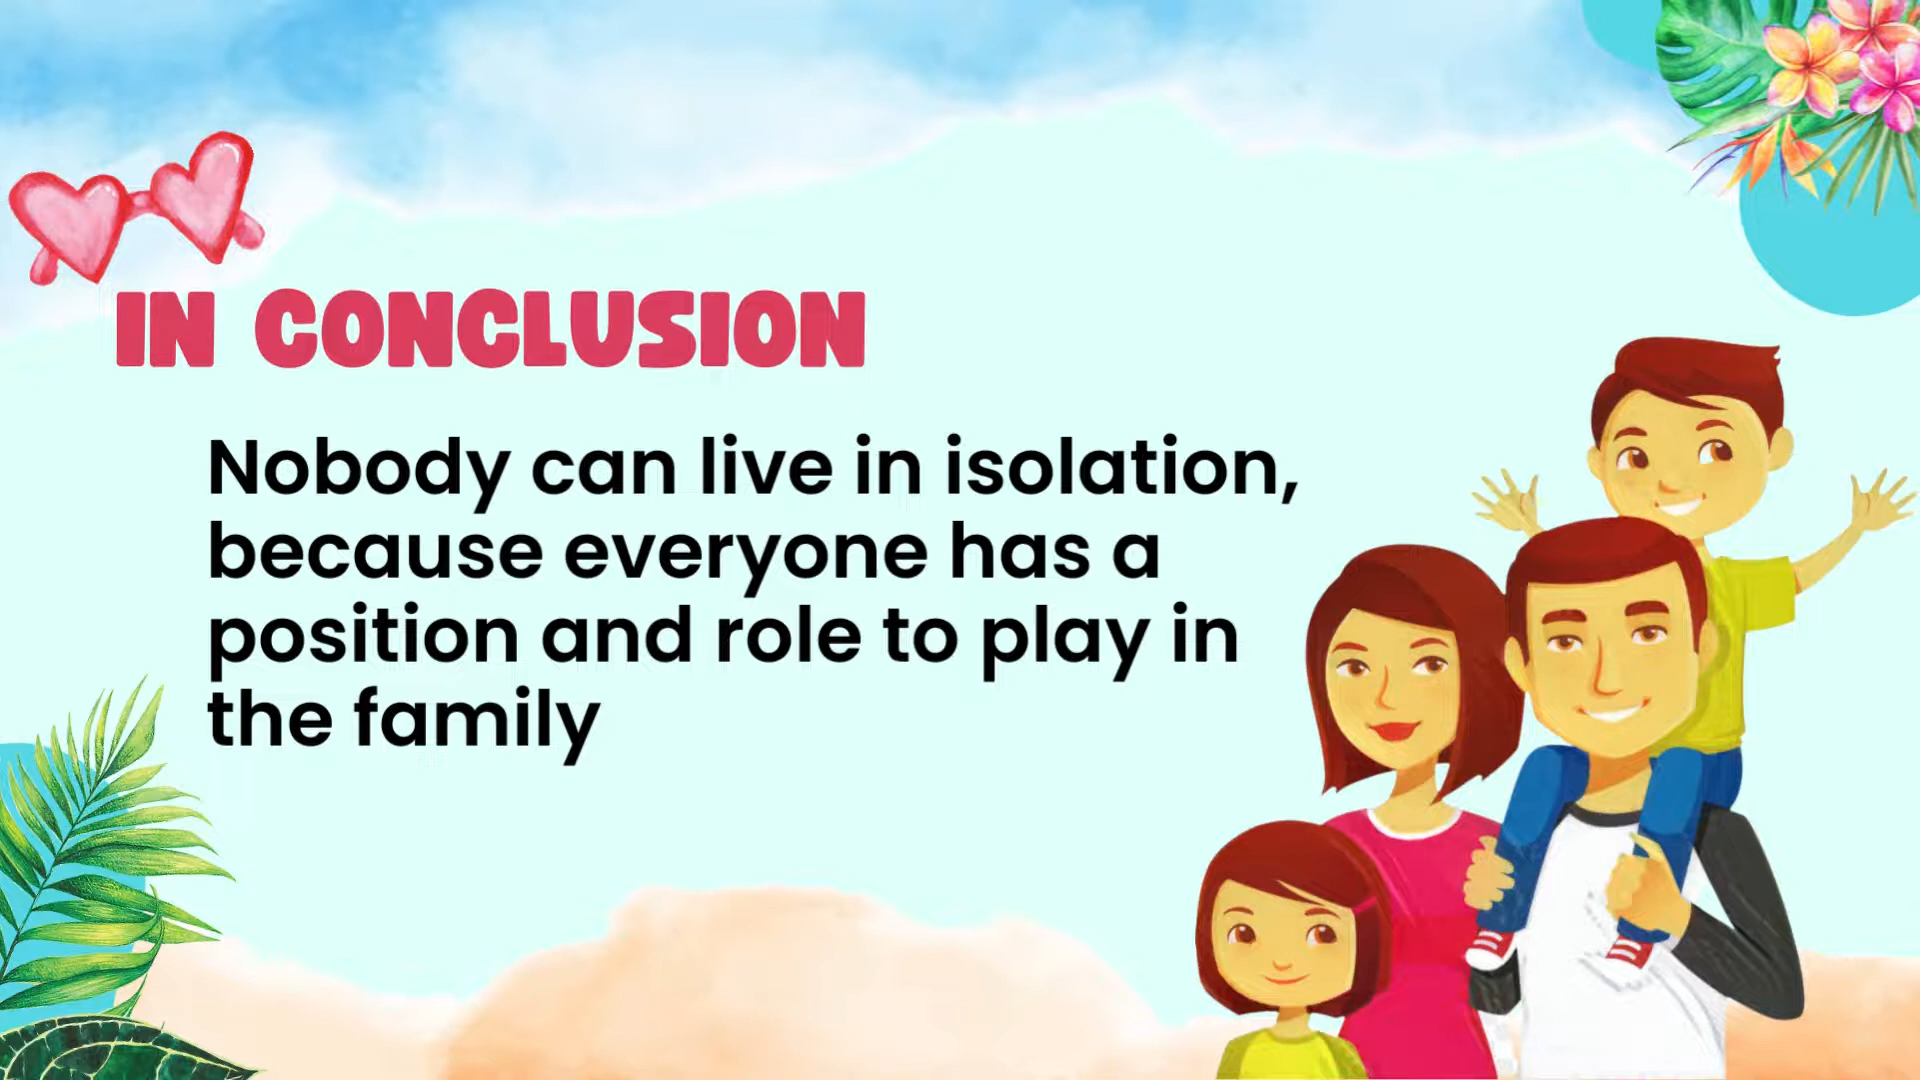 IN CONCLUSION
Nobody can live in isolation,
because everyone has a
position and role to play in
the family